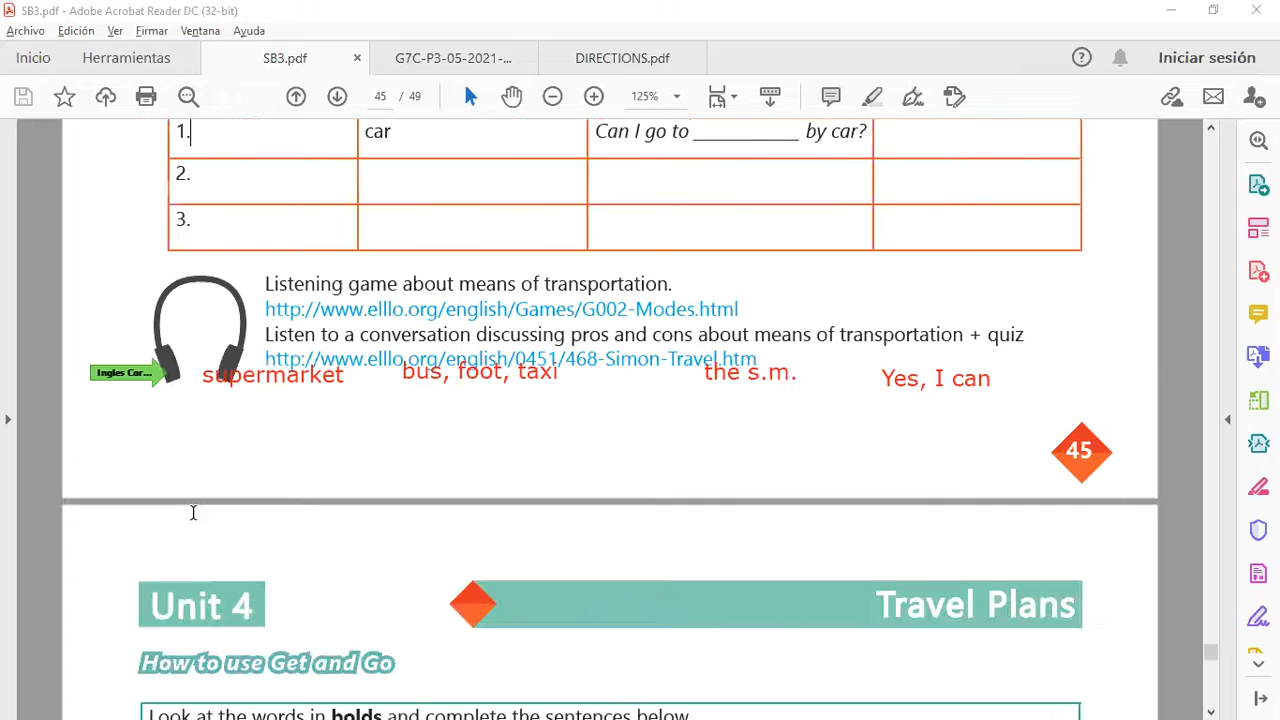 SB3.pdf - Adobe Acrobat Reader DC (32-bit)
Archivo Edición Ver Firmar Ventana Ayuda
Inicio Herramientas SB3.pdf × G7C-P3-05-2021-... DIRECTIONS.pdf ? Iniciar sesión
45 / 49 125%
1. car Can I go to __________ by car?
2.
3.
Listening game about means of transportation.
http://www.elllo.org/english/Games/G002-Modes.html
Listen to a conversation discussing pros and cons about means of transportation + quiz
http://www.elllo.org/english/0451/468-Simon-Travel.htm
Ingles Cor... supermarket bus, foot, taxi the s.m. Yes, I can
45
Unit 4 Travel Plans
How to use Get and Go
Look at the words in bolds and complete the sentences below